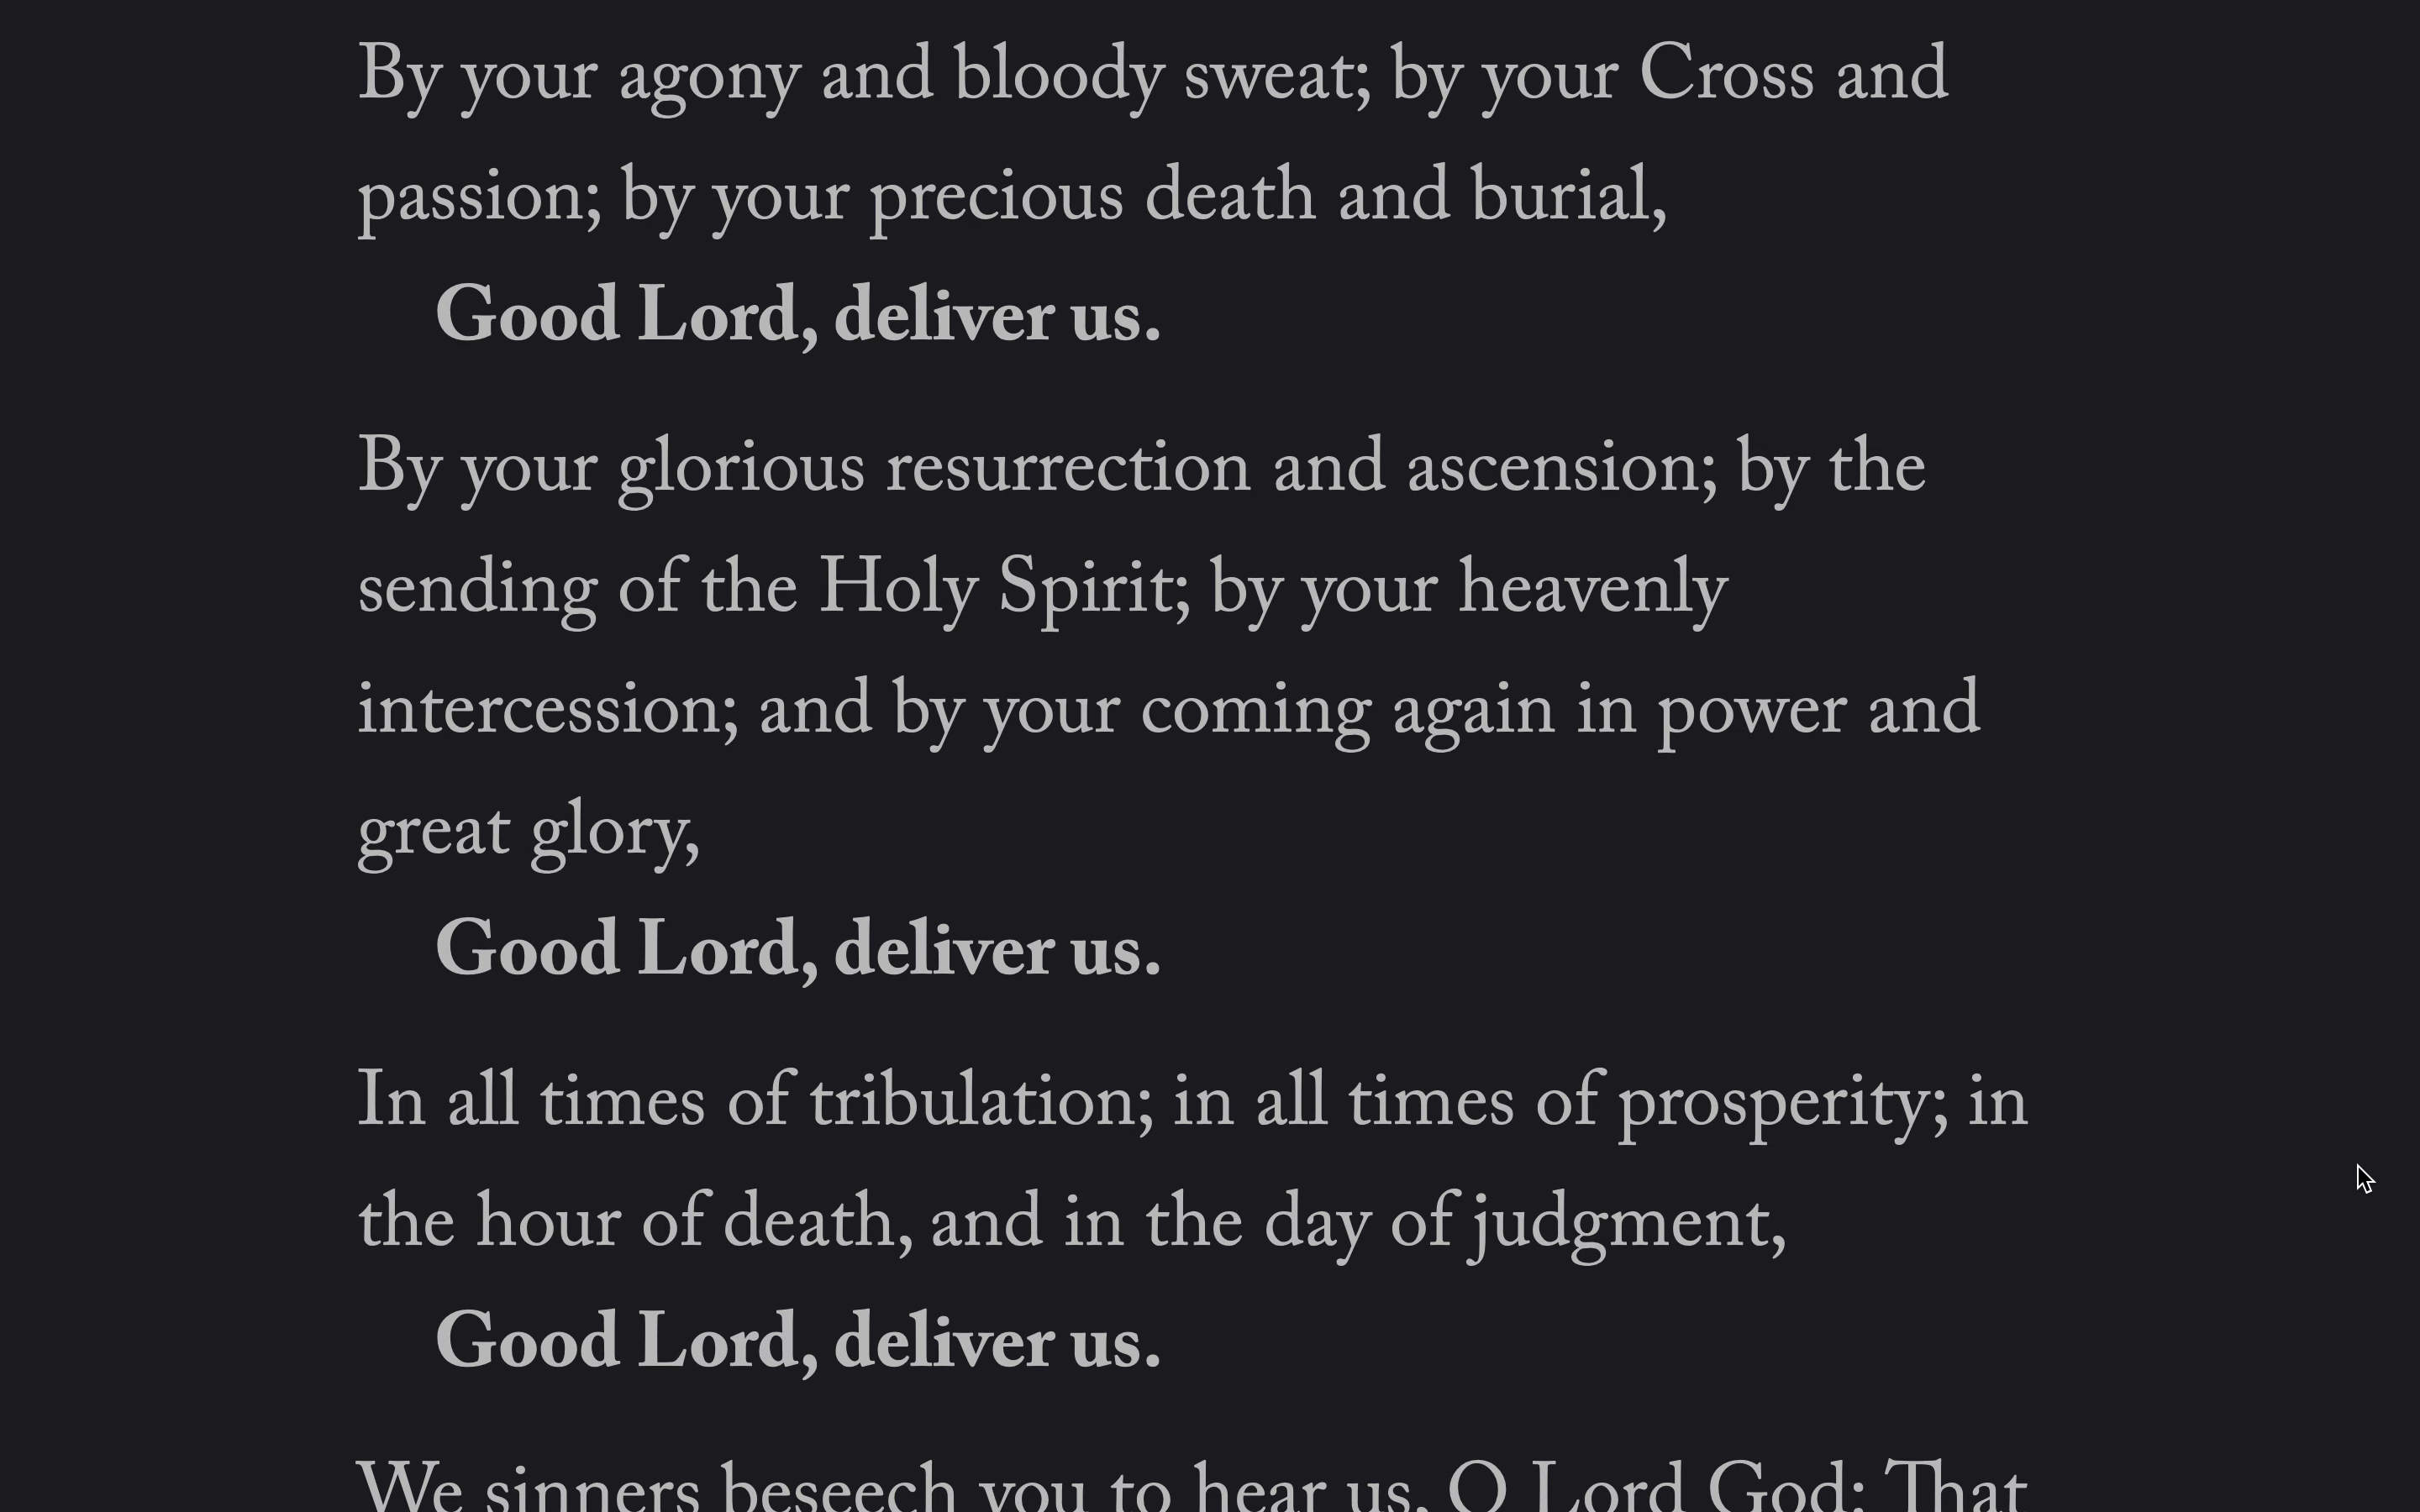 By your agony and bloody sweat; by your Cross and
passion; by your precious death and burial,
Good Lord, deliver us.
By your glorious resurrection and ascension; by the
sending of the Holy Spirit; by your heavenly
intercession; and by your coming again in power and
great glory,
Good Lord, deliver us.
In all times of tribulation; in all times of prosperity; in
the hour of death, and in the day of judgment,
Good Lord, deliver us.
We sinners beseech you to hear us, O Lord God: That